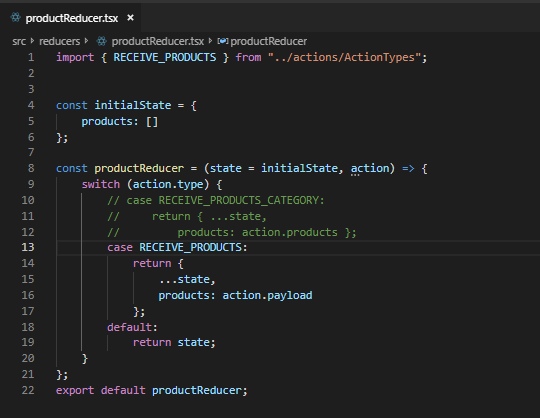 productReducer.tsx ×
src > reducers > productReducer.tsx > productReducer
1 import { RECEIVE_PRODUCTS } from "../actions/ActionTypes";
2
3
4 const initialState = {
5     products: []
6 };
7
8 const productReducer = (state = initialState, action) => {
9     switch (action.type) {
10         // case RECEIVE_PRODUCTS_CATEGORY:
11         //     return { ...state,
12         //         products: action.products };
13         case RECEIVE_PRODUCTS:
14             return {
15                 ...state,
16                 products: action.payload
17             };
18         default:
19             return state;
20     }
21 };
22 export default productReducer;